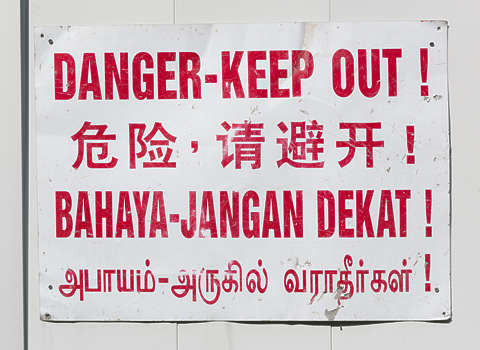 DANGER-KEEP OUT !
危险，请避开！
BAHAYA-JANGAN DEKAT !
அபாயம்-அருகில் வராதீர்கள் !